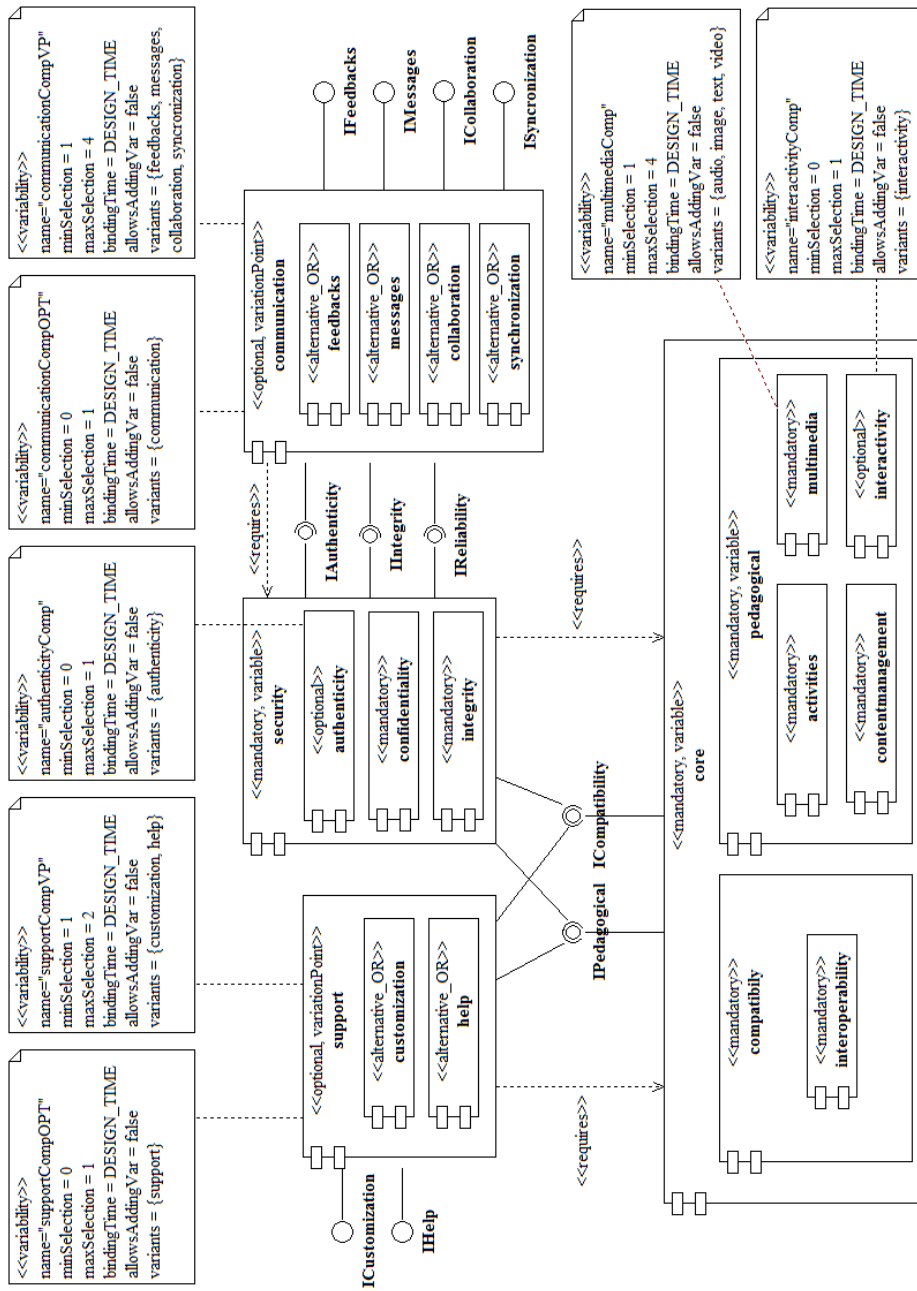 <<variability>>
name="supportCompOPT"
minSelection = 0
maxSelection = 1
bindingTime = DESIGN_TIME
allowsAddingVar = false
variants = {support}
<<variability>>
name="supportCompVP"
minSelection = 1
maxSelection = 2
bindingTime = DESIGN_TIME
allowsAddingVar = false
variants = {customization, help}
<<variability>>
name="authenticityComp"
minSelection = 0
maxSelection = 1
bindingTime = DESIGN_TIME
allowsAddingVar = false
variants = {authenticity}
<<variability>>
name="communicationCompOPT"
minSelection = 0
maxSelection = 1
bindingTime = DESIGN_TIME
allowsAddingVar = false
variants = {communication}
<<variability>>
name="communicationCompVP"
minSelection = 1
maxSelection = 4
bindingTime = DESIGN_TIME
allowsAddingVar = false
variants = {feedbacks, messages,
collaboration, syncronization}
ICustomization
IHelp
<<optional, variationPoint>>
support
<<alternative_OR>>
customization
<<alternative_OR>>
help
<<mandatory, variable>>
security
<<optional>>
authenticity
<<mandatory>>
confidentiality
<<mandatory>>
integrity
<<requires>>
IAuthenticity
IIntegrity
IReliability
<<optional, variationPoint>>
communication
<<alternative_OR>>
feedbacks
<<alternative_OR>>
messages
<<alternative_OR>>
collaboration
<<alternative_OR>>
synchronization
IFeedbacks
IMessages
ICollaboration
ISyncronization
<<requires>>
IPedagogical
ICompatibility
<<requires>>
<<variability>>
name="multimediaComp"
minSelection = 1
maxSelection = 4
bindingTime = DESIGN_TIME
allowsAddingVar = false
variants = {audio, image, text, video}
<<mandatory, variable>>
core
<<mandatory>>
compatibily
<<mandatory>>
interoperability
<<mandatory, variable>>
pedagogical
<<mandatory>>
activities
<<mandatory>>
multimedia
<<mandatory>>
contentmanagement
<<optional>>
interactivity
<<variability>>
name="interactivityComp"
minSelection = 0
maxSelection = 1
bindingTime = DESIGN_TIME
allowsAddingVar = false
variants = {interactivity}